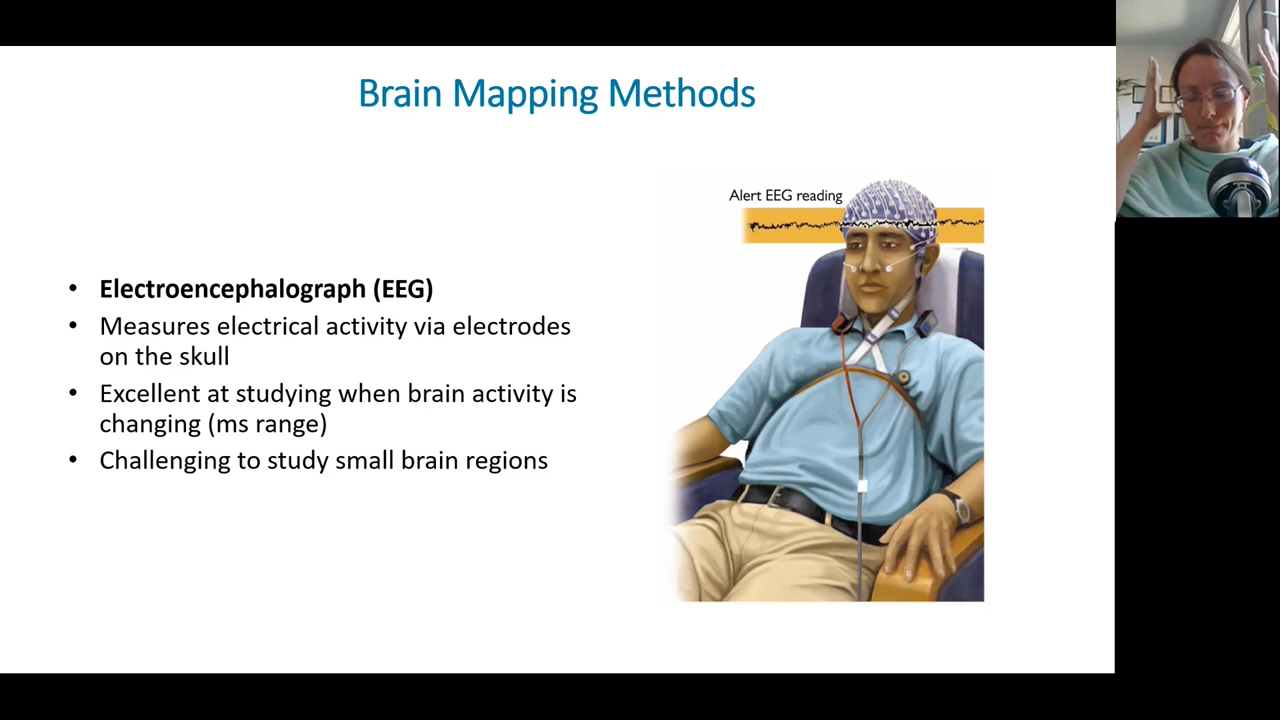 Brain Mapping Methods
Alert EEG reading
• Electroencephalograph (EEG)
• Measures electrical activity via electrodes
on the skull
• Excellent at studying when brain activity is
changing (ms range)
• Challenging to study small brain regions